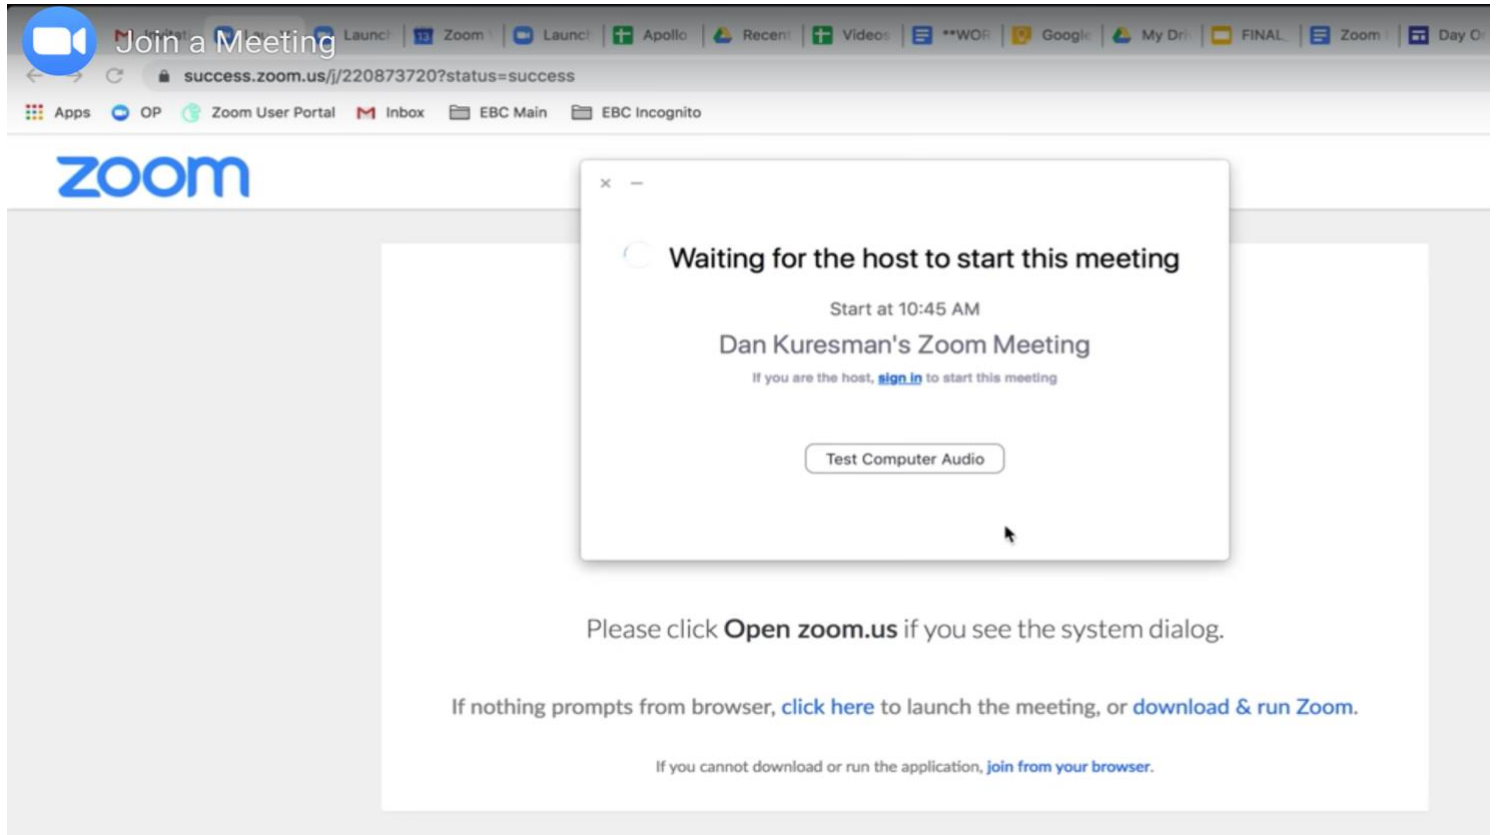 Join a Meeting
Launc
Zoom
Launcl
Apollo
Recent
Videos
**WOR
Google
My Dri
FINAL_
Zoom
Day O
success.zoom.us/j/220873720?status=success
Apps OP Zoom User Portal Inbox EBC Main EBC Incognito
zoom
Waiting for the host to start this meeting
Start at 10:45 AM
Dan Kuresman's Zoom Meeting
If you are the host, sign in to start this meeting
Test Computer Audio
Please click Open zoom.us if you see the system dialog.
If nothing prompts from browser, click here to launch the meeting, or download & run Zoom.
If you cannot download or run the application, join from your browser.